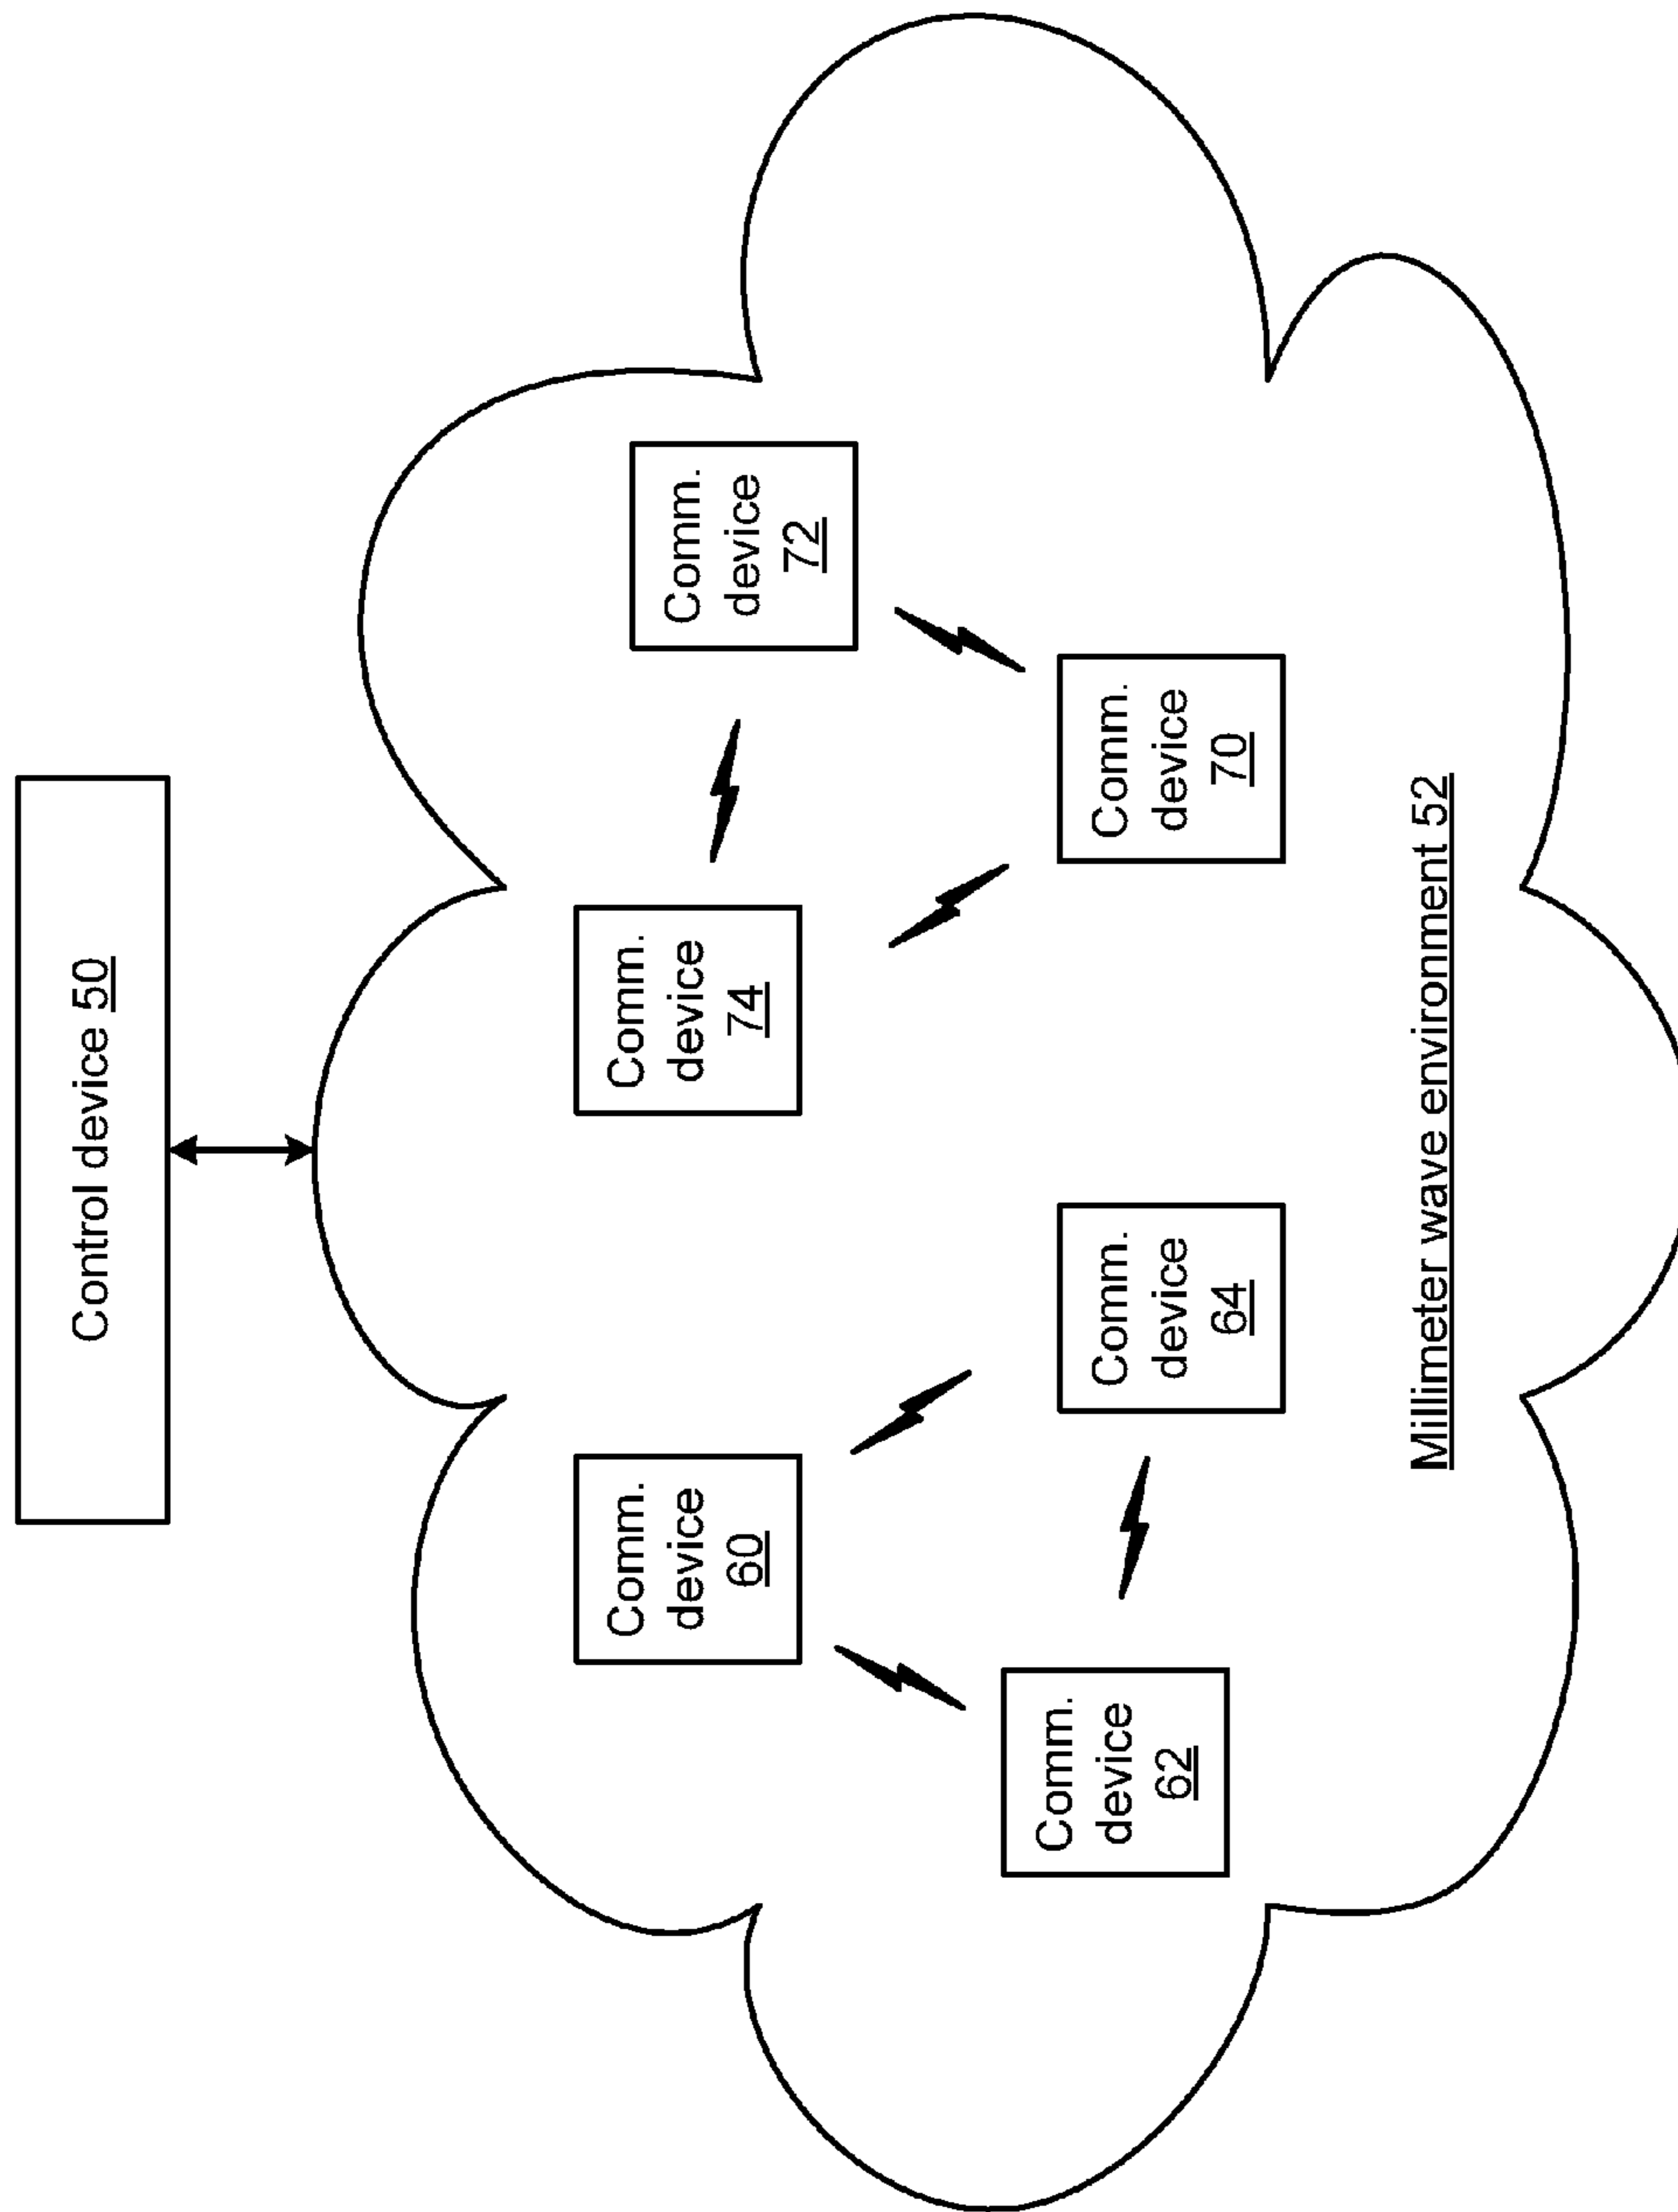 Control device 50
Comm.
device
60
Comm.
device
74
Comm.
device
72
Comm.
device
62
Comm.
device
64
Comm.
device
70
Millimeter wave environment 52